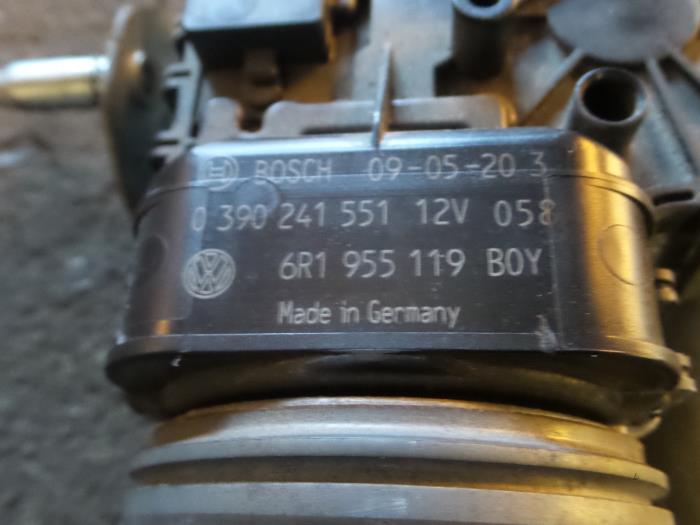 BOSCH 09-05-20 3
0 390 241 551 12V 058
6R1 955 119 BOY
Made in Germany